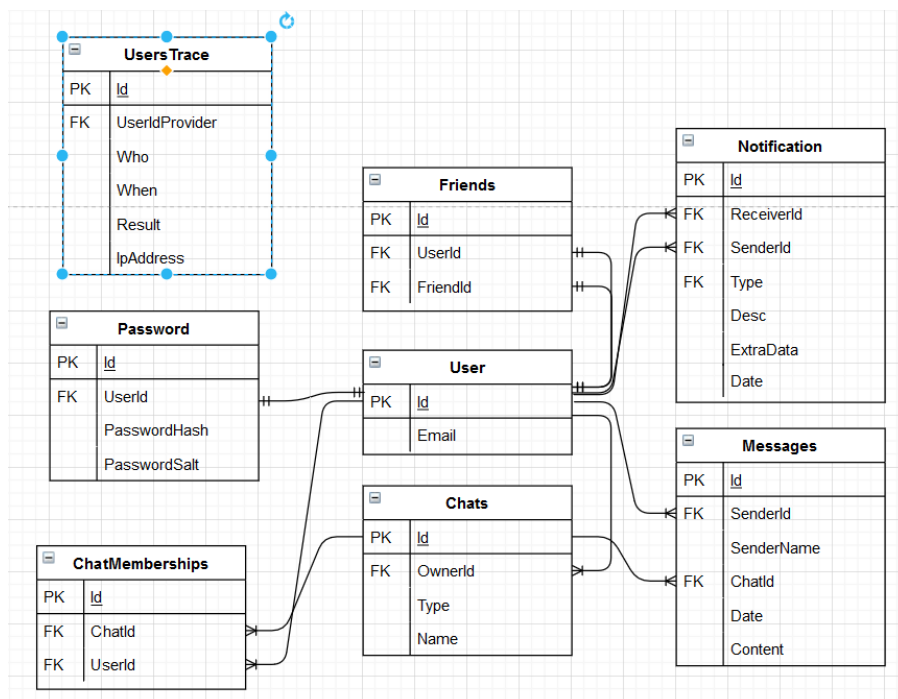 UsersTrace
PK Id
FK UserIdProvider
Who
When
Result
IpAddress
Friends
PK Id
FK UserId
FK FriendId
Notification
PK Id
FK ReceiverId
FK SenderId
FK Type
Desc
ExtraData
Date
Password
PK Id
FK UserId
PasswordHash
PasswordSalt
User
PK Id
Email
Messages
PK Id
FK SenderId
SenderName
FK ChatId
Date
Content
Chats
PK Id
FK OwnerId
Type
Name
ChatMemberships
PK Id
FK ChatId
FK UserId